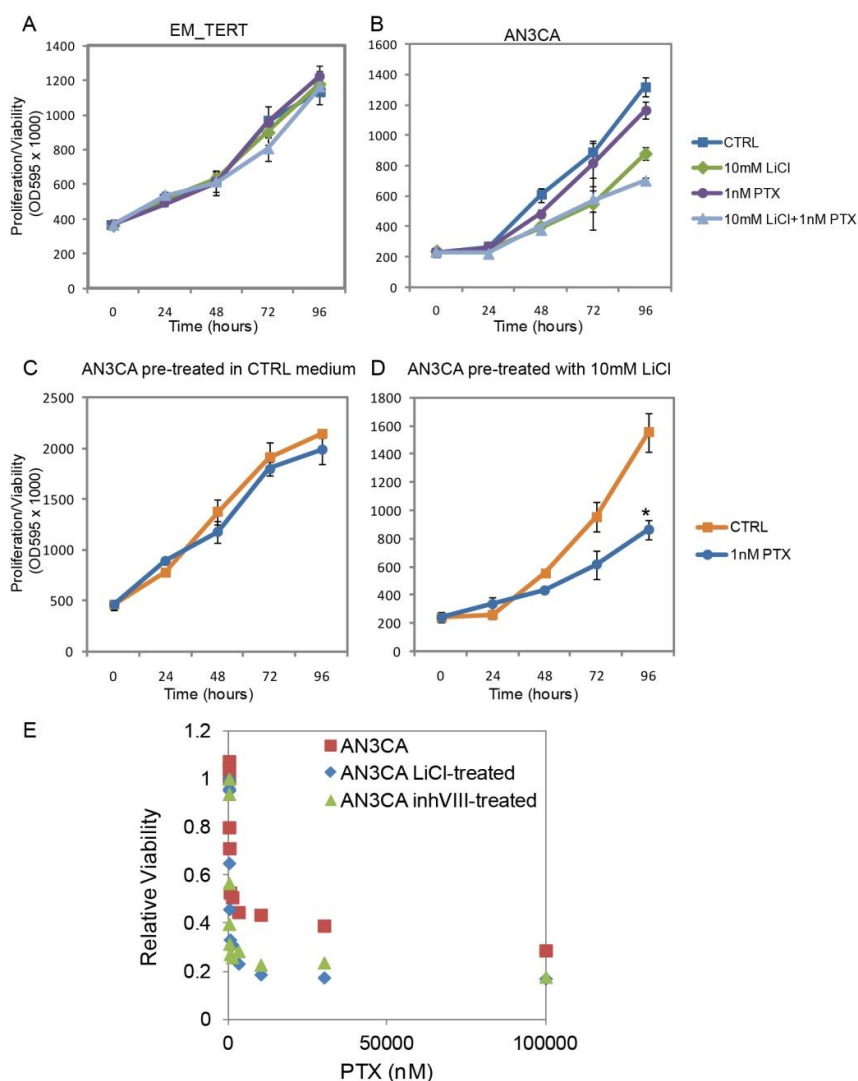 A
EM_TERT
Proliferation/Viability
(OD595 x 1000)
1400
1200
1000
800
600
400
200
0
0 24 48 72 96
Time (hours)
B
AN3CA
1600
1400
1200
1000
800
600
400
200
0
0 24 48 72 96
Time (hours)
CTRL
10mM LiCl
1nM PTX
10mM LiCl+1nM PTX
C
AN3CA pre-treated in CTRL medium
Proliferation/Viability
(OD595 x 1000)
2500
2000
1500
1000
500
0
0 24 48 72 96
Time (hours)
D
AN3CA pre-treated with 10mM LiCl
1800
1600
1400
1200
1000
800
600
400
200
0
*
0 24 48 72 96
Time (hours)
CTRL
1nM PTX
E
Relative Viability
1.2
1
0.8
0.6
0.4
0.2
0
AN3CA
AN3CA LiCl-treated
AN3CA inhVIII-treated
0 50000 100000
PTX (nM)